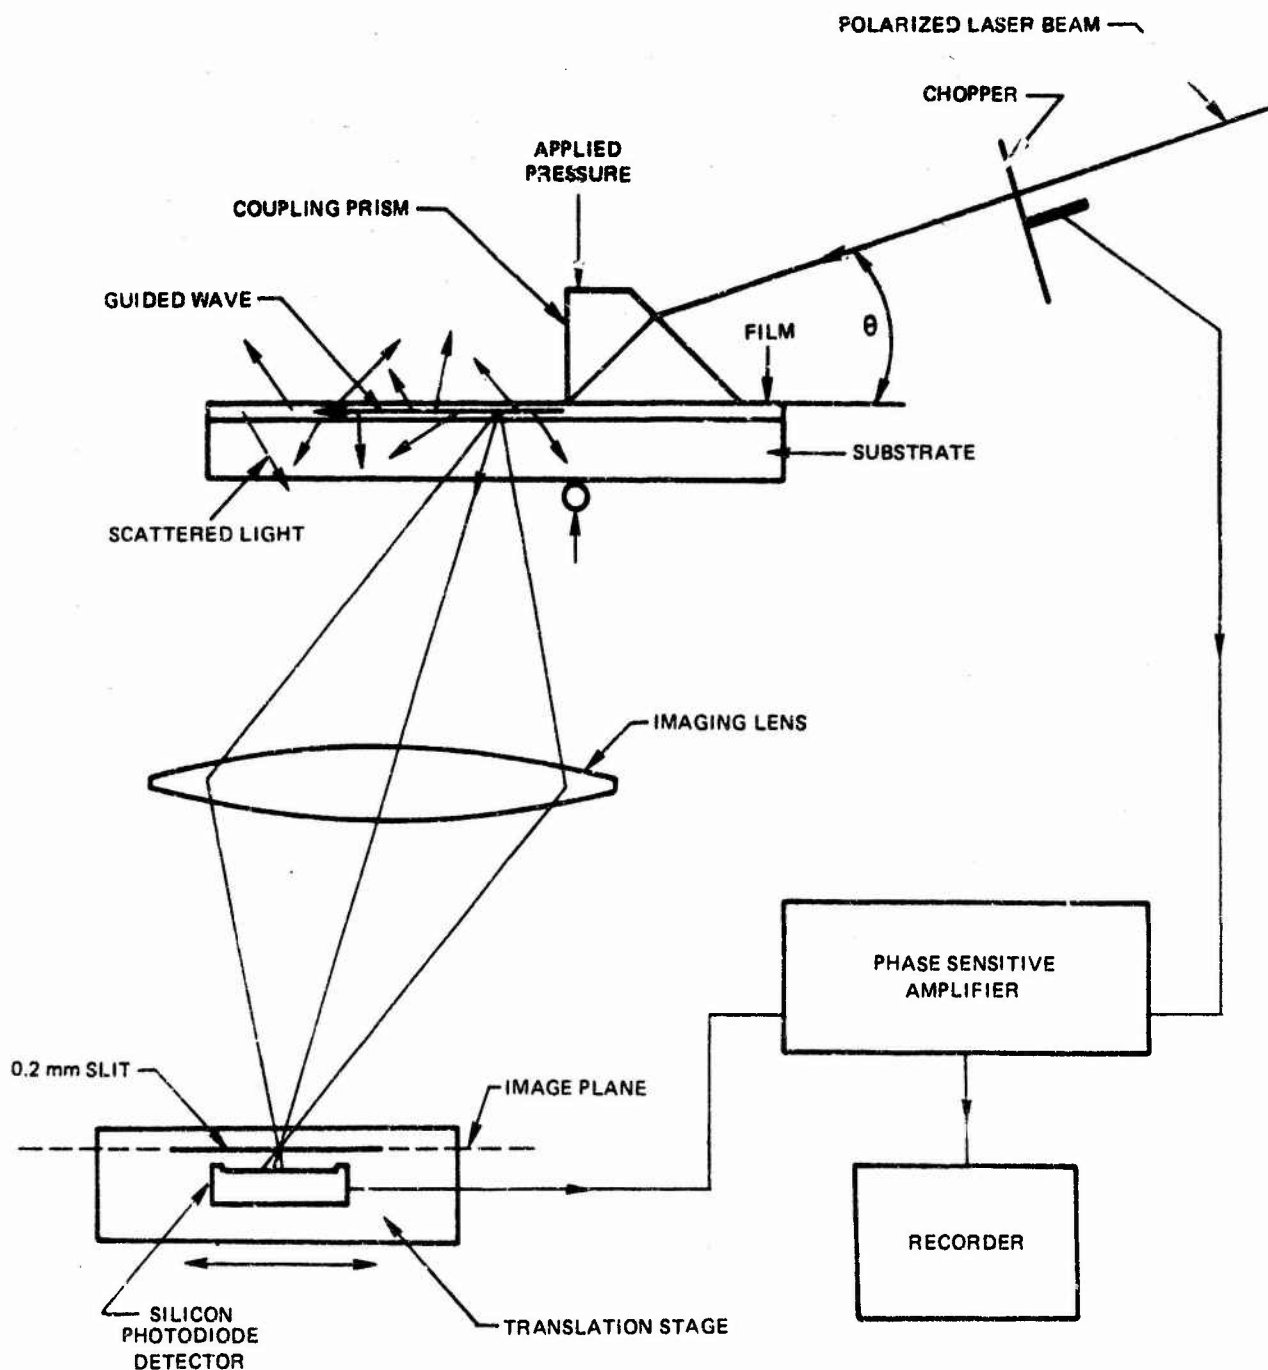 POLARIZED LASER BEAM
CHOPPER
APPLIED
PRESSURE
COUPLING PRISM
GUIDED WAVE
FILM
θ
SUBSTRATE
SCATTERED LIGHT
IMAGING LENS
PHASE SENSITIVE
AMPLIFIER
0.2 mm SLIT
IMAGE PLANE
RECORDER
SILICON
PHOTODIODE
DETECTOR
TRANSLATION STAGE